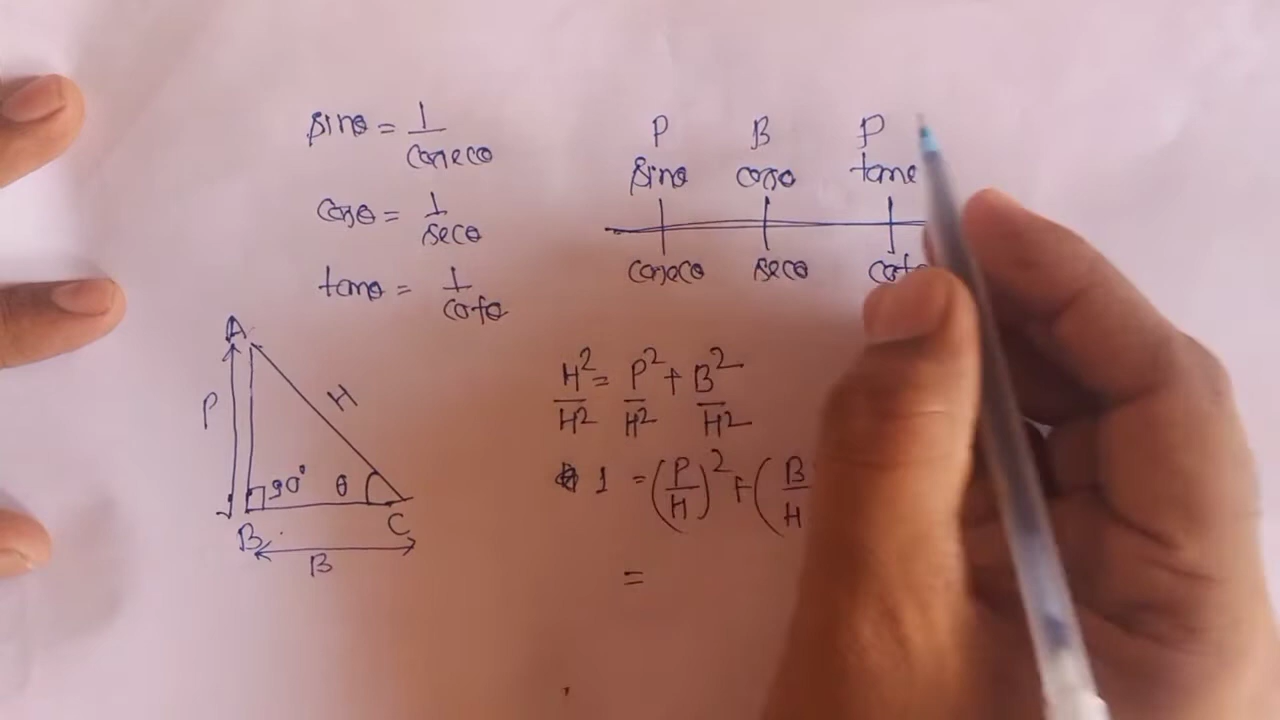 sinθ = 1/cosecθ
cosθ = 1/secθ
tanθ = 1/cotθ
P B P
sinθ cosθ tanθ
cosecθ secθ
A
P H
90° θ
B C
B
H²/H² = P²/H² + B²/H²
1 = (P/H)² + (B/H
=